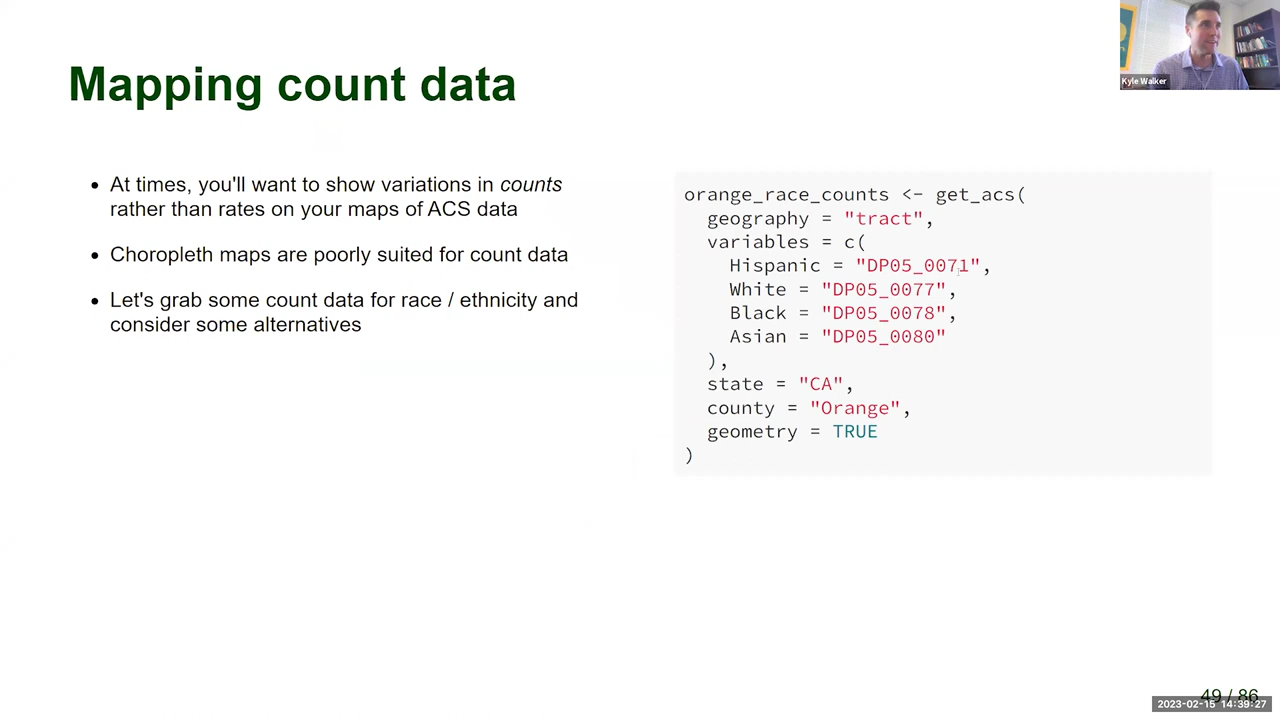 Mapping count data
Kyle Walker
• At times, you'll want to show variations in counts
rather than rates on your maps of ACS data
• Choropleth maps are poorly suited for count data
• Let's grab some count data for race / ethnicity and
consider some alternatives
orange_race_counts <- get_acs(
  geography = "tract",
  variables = c(
    Hispanic = "DP05_0071",
    White = "DP05_0077",
    Black = "DP05_0078",
    Asian = "DP05_0080"
  ),
  state = "CA",
  county = "Orange",
  geometry = TRUE
)
49 / 86
2023-02-15 14:39:27